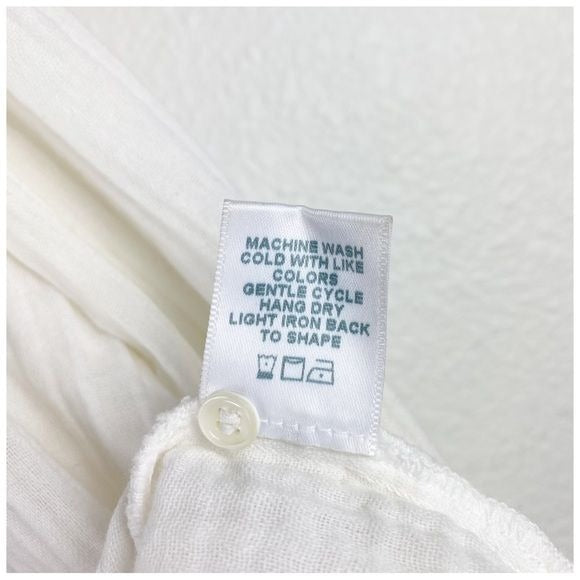 MACHINE WASH
COLD WITH LIKE
COLORS
GENTLE CYCLE
HANG DRY
LIGHT IRON BACK
TO SHAPE